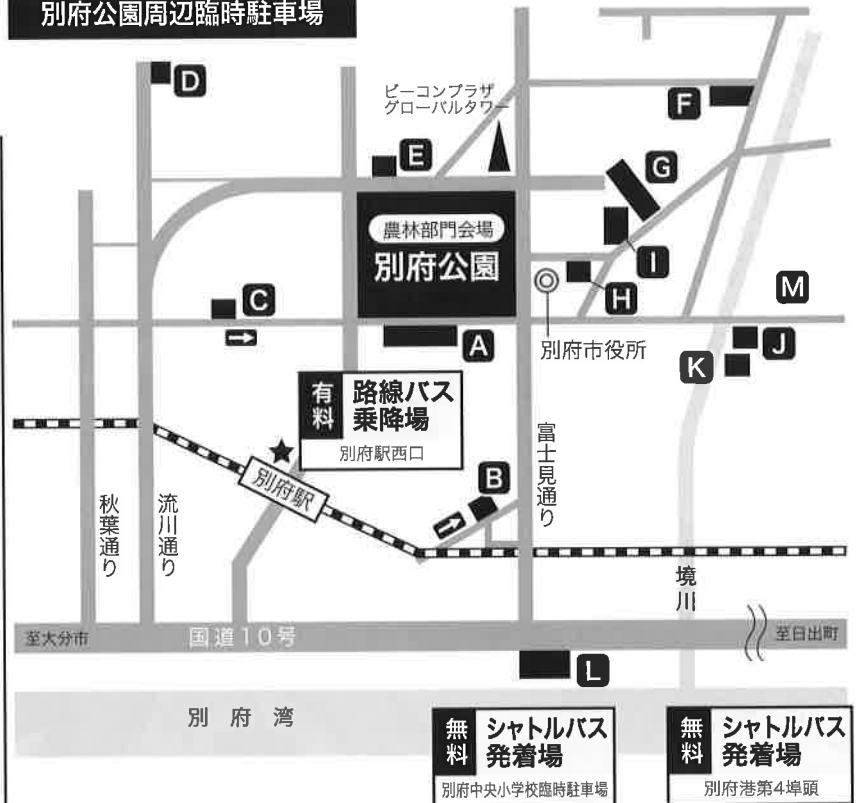 別府公園周辺臨時駐車場
D
ビーコンプラザ
グローバルタワー
F
E
G
農林部門会場
別府公園
I
H
C
M
A
別府市役所
J
K
有料
路線バス
乗降場
別府駅西口
富士見通り
B
別府駅
秋葉通り
流川通り
境川
至大分市
国道10号
至日出町
L
別府湾
無料
シャトルバス
発着場
別府中央小学校臨時駐車場
無料
シャトルバス
発着場
別府港第4埠頭